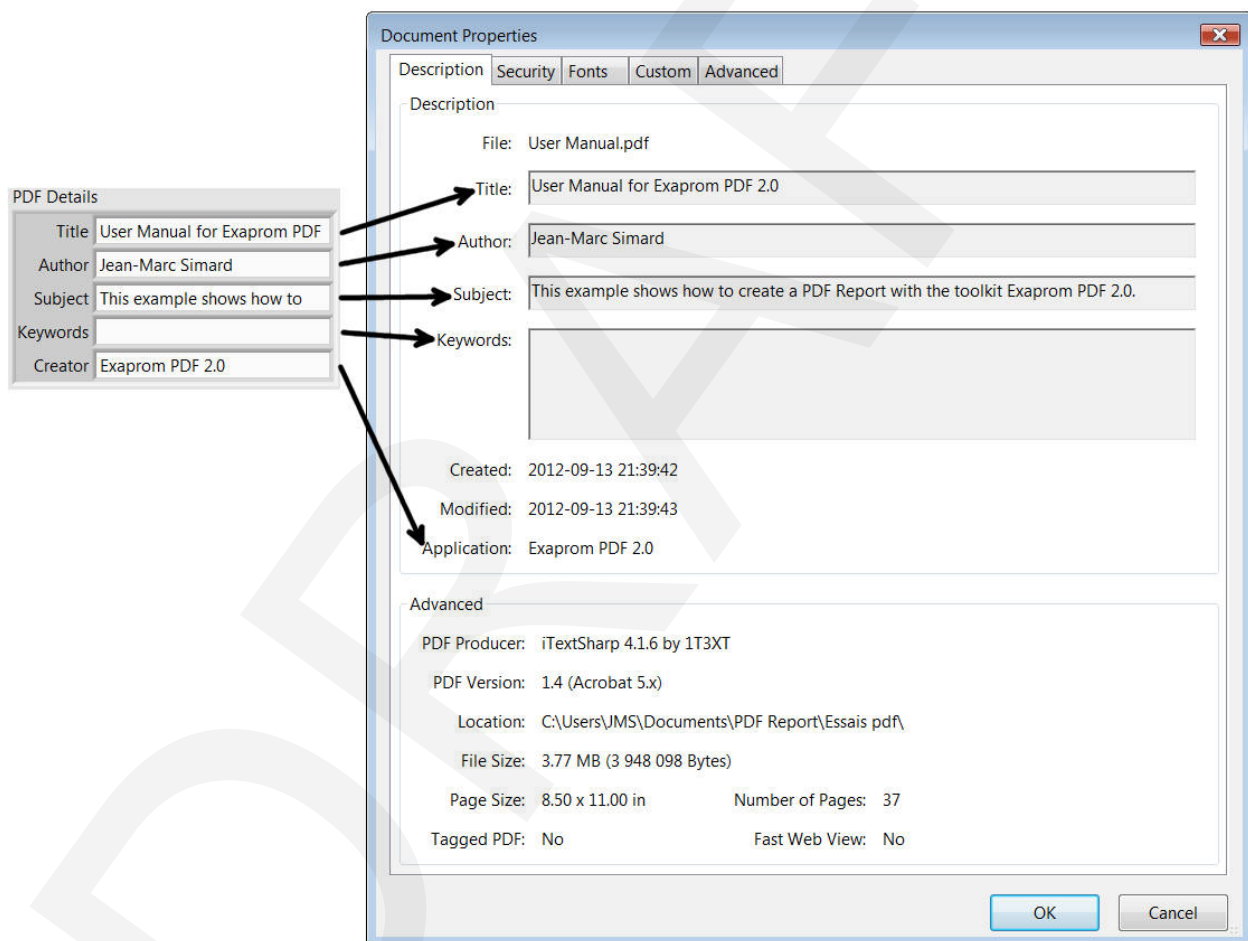 PDF Details
Title User Manual for Exaprom PDF
Author Jean-Marc Simard
Subject This example shows how to
Keywords
Creator Exaprom PDF 2.0
Document Properties
Description Security Fonts Custom Advanced
Description
File: User Manual.pdf
Title: User Manual for Exaprom PDF 2.0
Author: Jean-Marc Simard
Subject: This example shows how to create a PDF Report with the toolkit Exaprom PDF 2.0.
Keywords:
Created: 2012-09-13 21:39:42
Modified: 2012-09-13 21:39:43
Application: Exaprom PDF 2.0
Advanced
PDF Producer: iTextSharp 4.1.6 by 1T3XT
PDF Version: 1.4 (Acrobat 5.x)
Location: C:\Users\JMS\Documents\PDF Report\Essais pdf\
File Size: 3.77 MB (3 948 098 Bytes)
Page Size: 8.50 x 11.00 in Number of Pages: 37
Tagged PDF: No Fast Web View: No
OK Cancel
DRAF